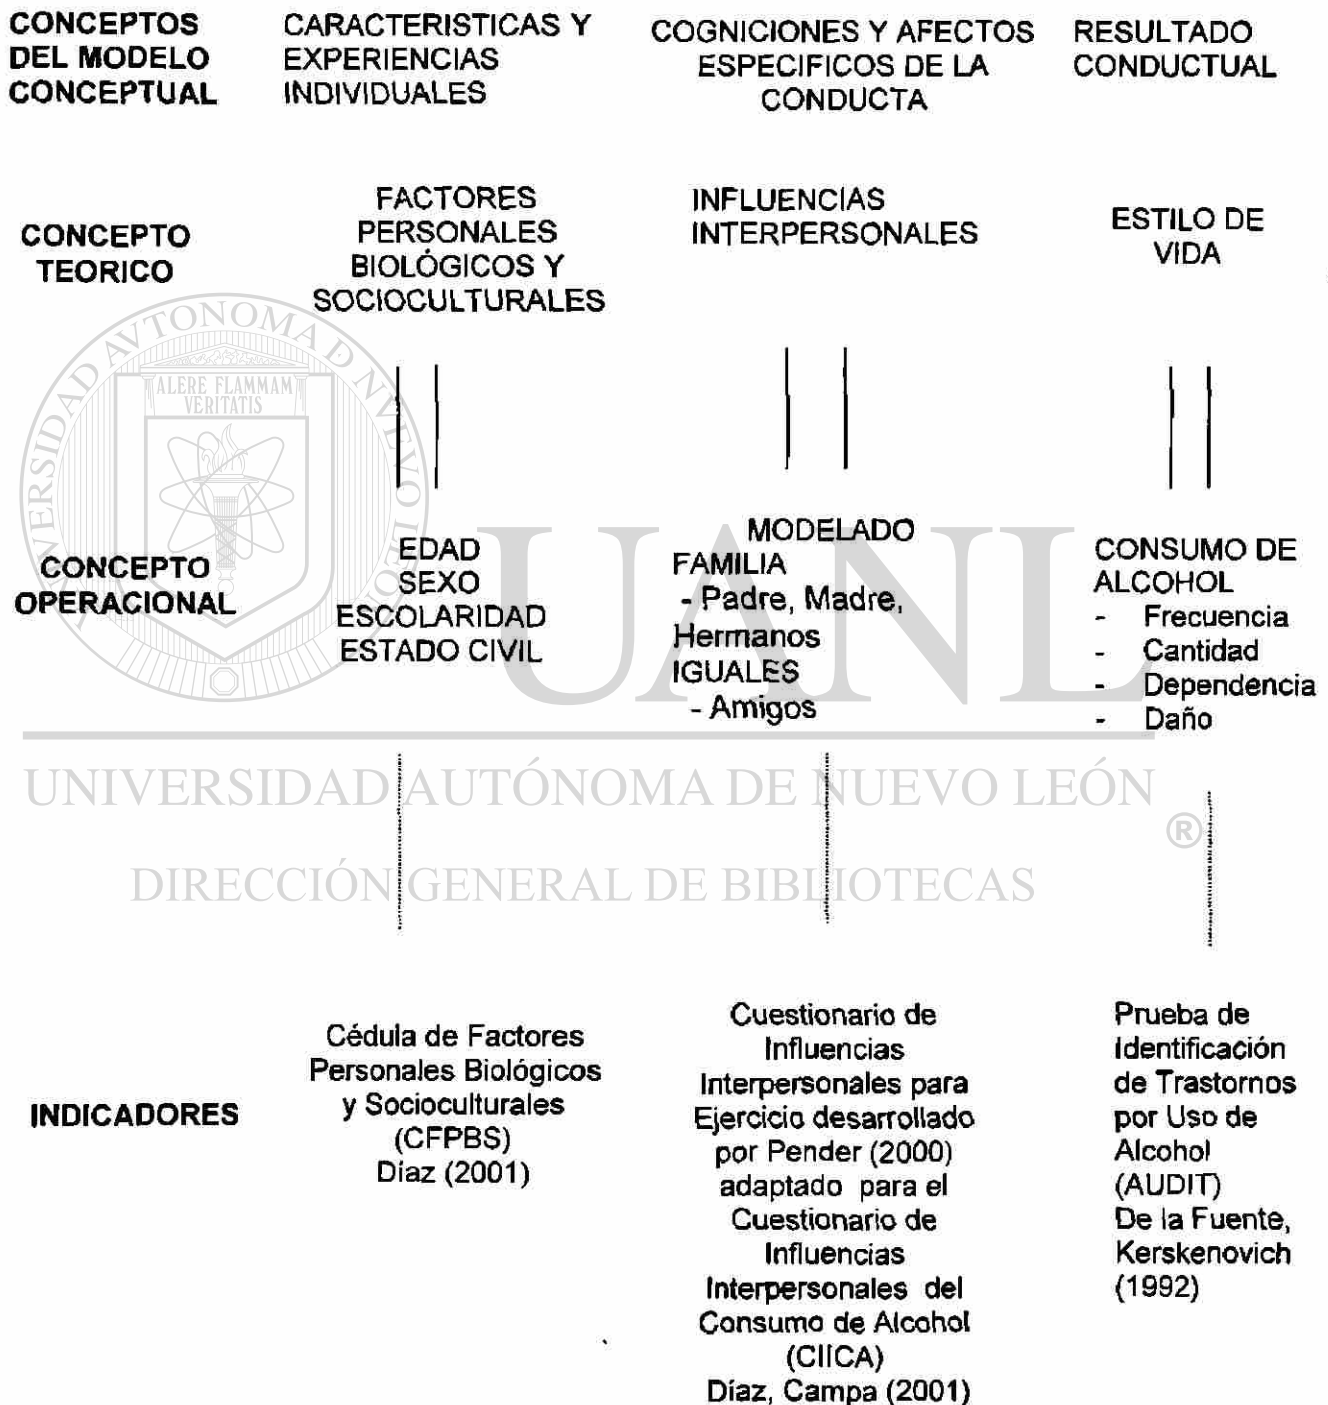 CONCEPTOS
DEL MODELO
CONCEPTUAL
CARACTERISTICAS Y
EXPERIENCIAS
INDIVIDUALES
COGNICIONES Y AFECTOS
ESPECIFICOS DE LA
CONDUCTA
RESULTADO
CONDUCTUAL
CONCEPTO
TEORICO
FACTORES
PERSONALES
BIOLÓGICOS Y
SOCIOCULTURALES
INFLUENCIAS
INTERPERSONALES
ESTILO DE
VIDA
UNIVERSIDAD AVTONOMA D NVEVO LEON
ALERE FLAMMAM
VERITATIS
UANL
CONCEPTO
OPERACIONAL
EDAD
SEXO
ESCOLARIDAD
ESTADO CIVIL
MODELADO
FAMILIA
- Padre, Madre,
Hermanos
IGUALES
- Amigos
CONSUMO DE
ALCOHOL
- Frecuencia
- Cantidad
- Dependencia
- Daño
UNIVERSIDAD AUTÓNOMA DE NUEVO LEÓN
®
DIRECCIÓN GENERAL DE BIBLIOTECAS
INDICADORES
Cédula de Factores
Personales Biológicos
y Socioculturales
(CFPBS)
Díaz (2001)
Cuestionario de
Influencias
Interpersonales para
Ejercicio desarrollado
por Pender (2000)
adaptado para el
Cuestionario de
Influencias
Interpersonales del
Consumo de Alcohol
(CIICA)
Díaz, Campa (2001)
Prueba de
Identificación
de Trastornos
por Uso de
Alcohol
(AUDIT)
De la Fuente,
Kerskenovich
(1992)